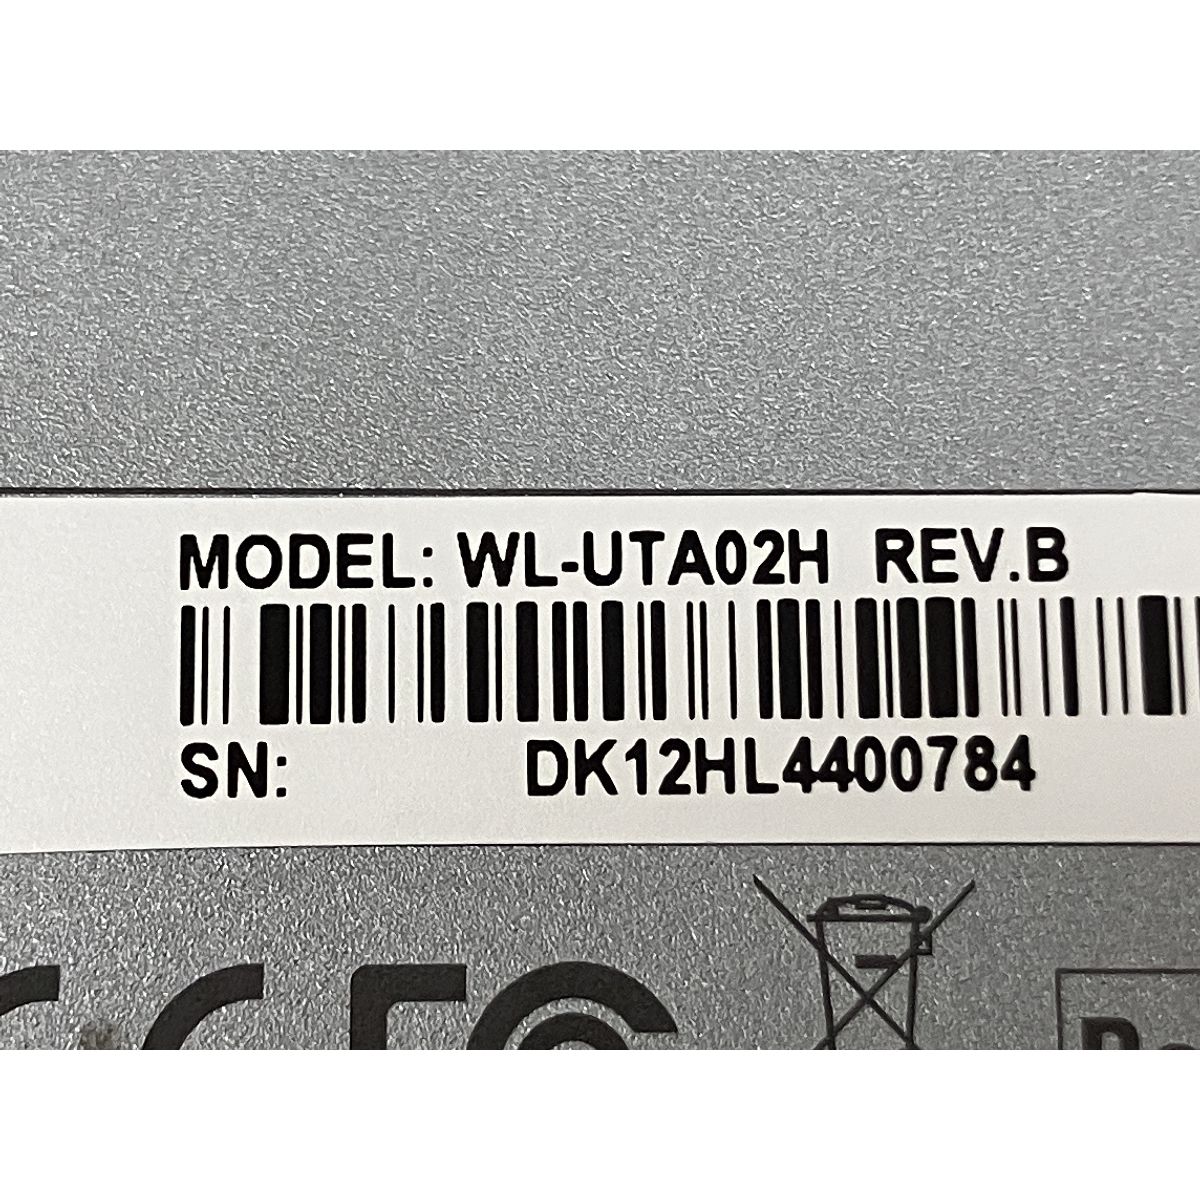 MODEL: WL-UTA02H REV.B
SN: DK12HL4400784